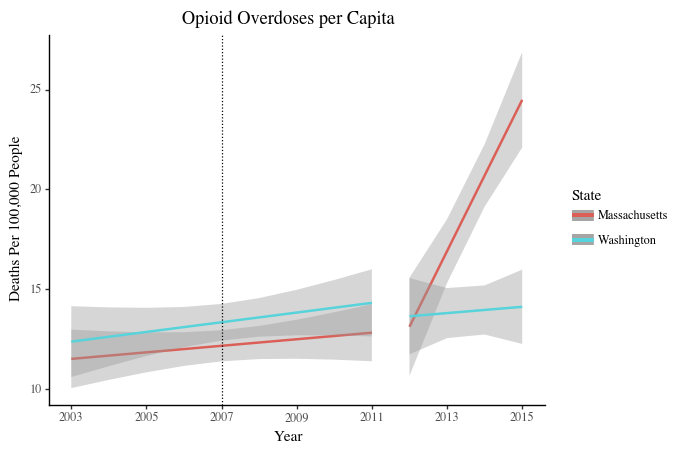 Opioid Overdoses per Capita
Deaths Per 100,000 People
25
20
15
10
2003 2005 2007 2009 2011 2013 2015
Year
State
Massachusetts
Washington